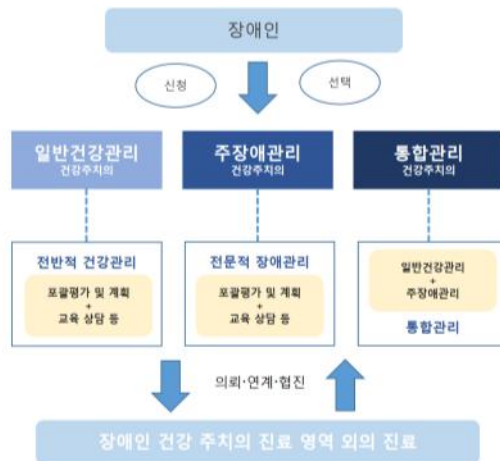 장애인
신청
선택
일반건강관리
건강주치의
주장애관리
건강주치의
통합관리
건강주치의
전반적 건강관리
포괄평가 및 계획
+
교육 상담 등
전문적 장애관리
포괄평가 및 계획
+
교육 상담 등
일반건강관리
+
주장애관리
통합관리
의뢰·연계·협진
장애인 건강 주치의 진료 영역 외의 진료